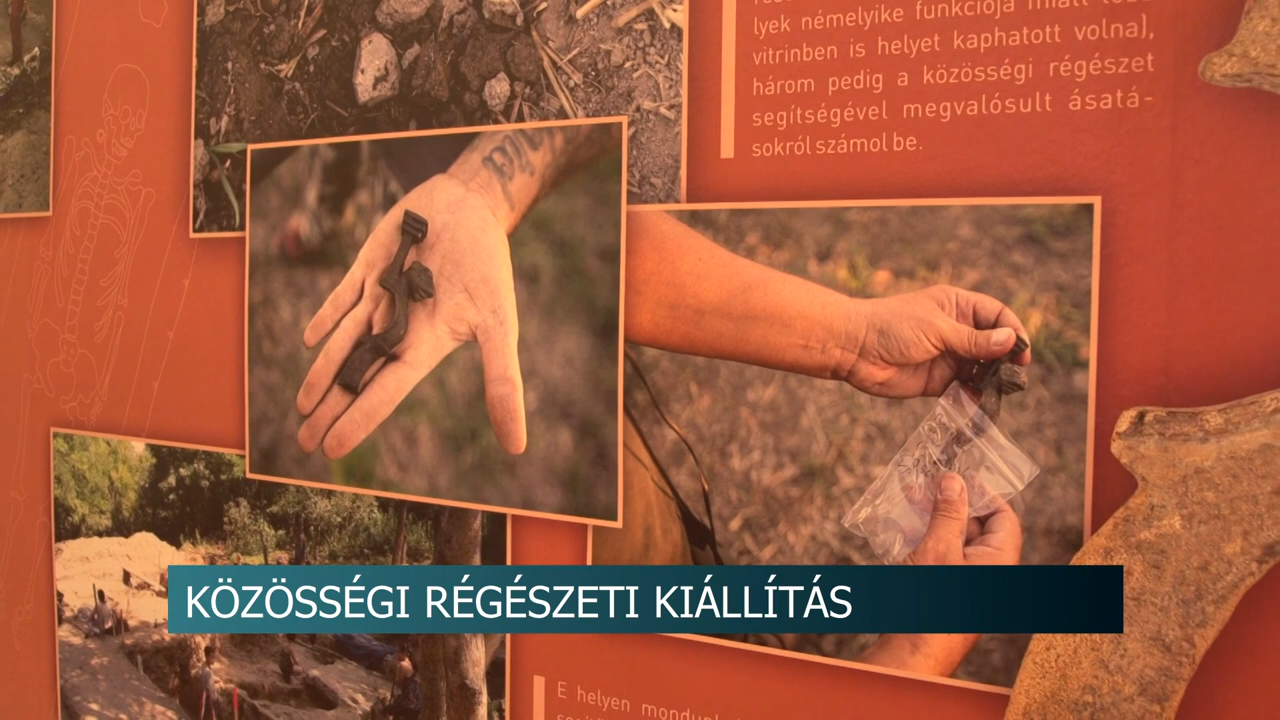 lyek némelyike funkciója miatt
vitrinben is helyet kaphatott volna),
három pedig a közösségi régészet
segítségével megvalósult ásatá-
sokról számol be.
KÖZÖSSÉGI RÉGÉSZETI KIÁLLÍTÁS
E helyen